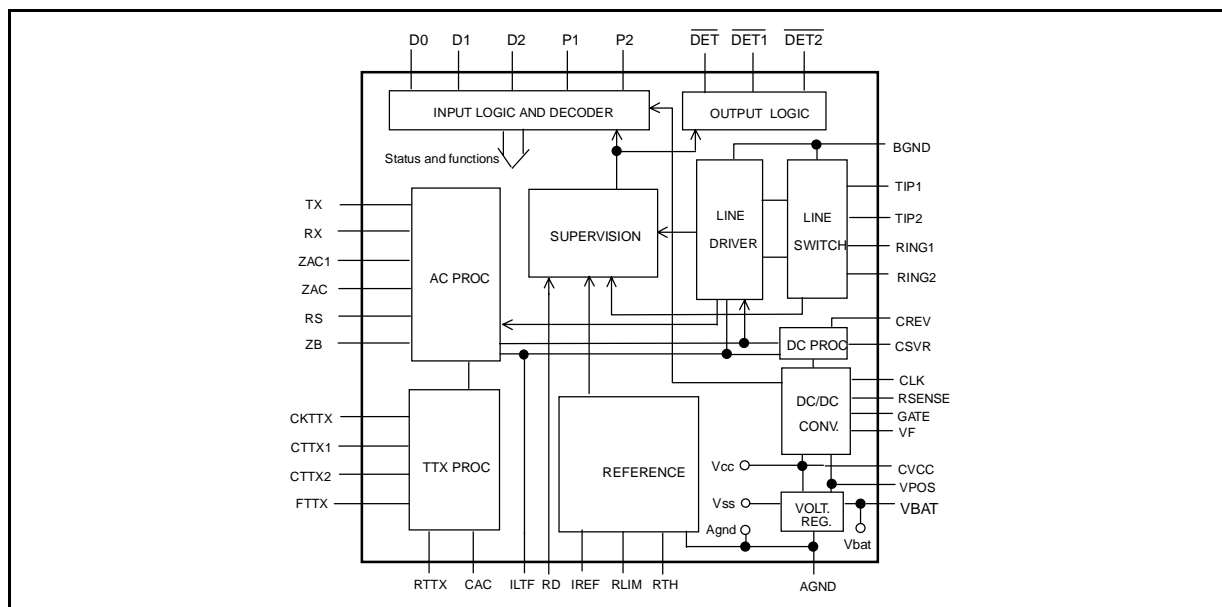 D0 D1 D2 P1 P2 DET DET1 DET2
INPUT LOGIC AND DECODER
OUTPUT LOGIC
Status and functions
BGND
TIP1
TIP2
RING1
RING2
TX
RX
ZAC1
ZAC
RS
ZB
AC PROC
SUPERVISION
LINE
DRIVER
LINE
SWITCH
CREV
CSVR
DC PROC
CLK
RSENSE
GATE
VF
DC/DC
CONV.
CKTTX
CTTX1
CTTX2
FTTX
TTX PROC
REFERENCE
Vcc
Vss
Agnd
CVCC
VPOS
VBAT
VOLT.
REG.
Vbat
RTTX CAC ILTF RD IREF RLIM RTH AGND